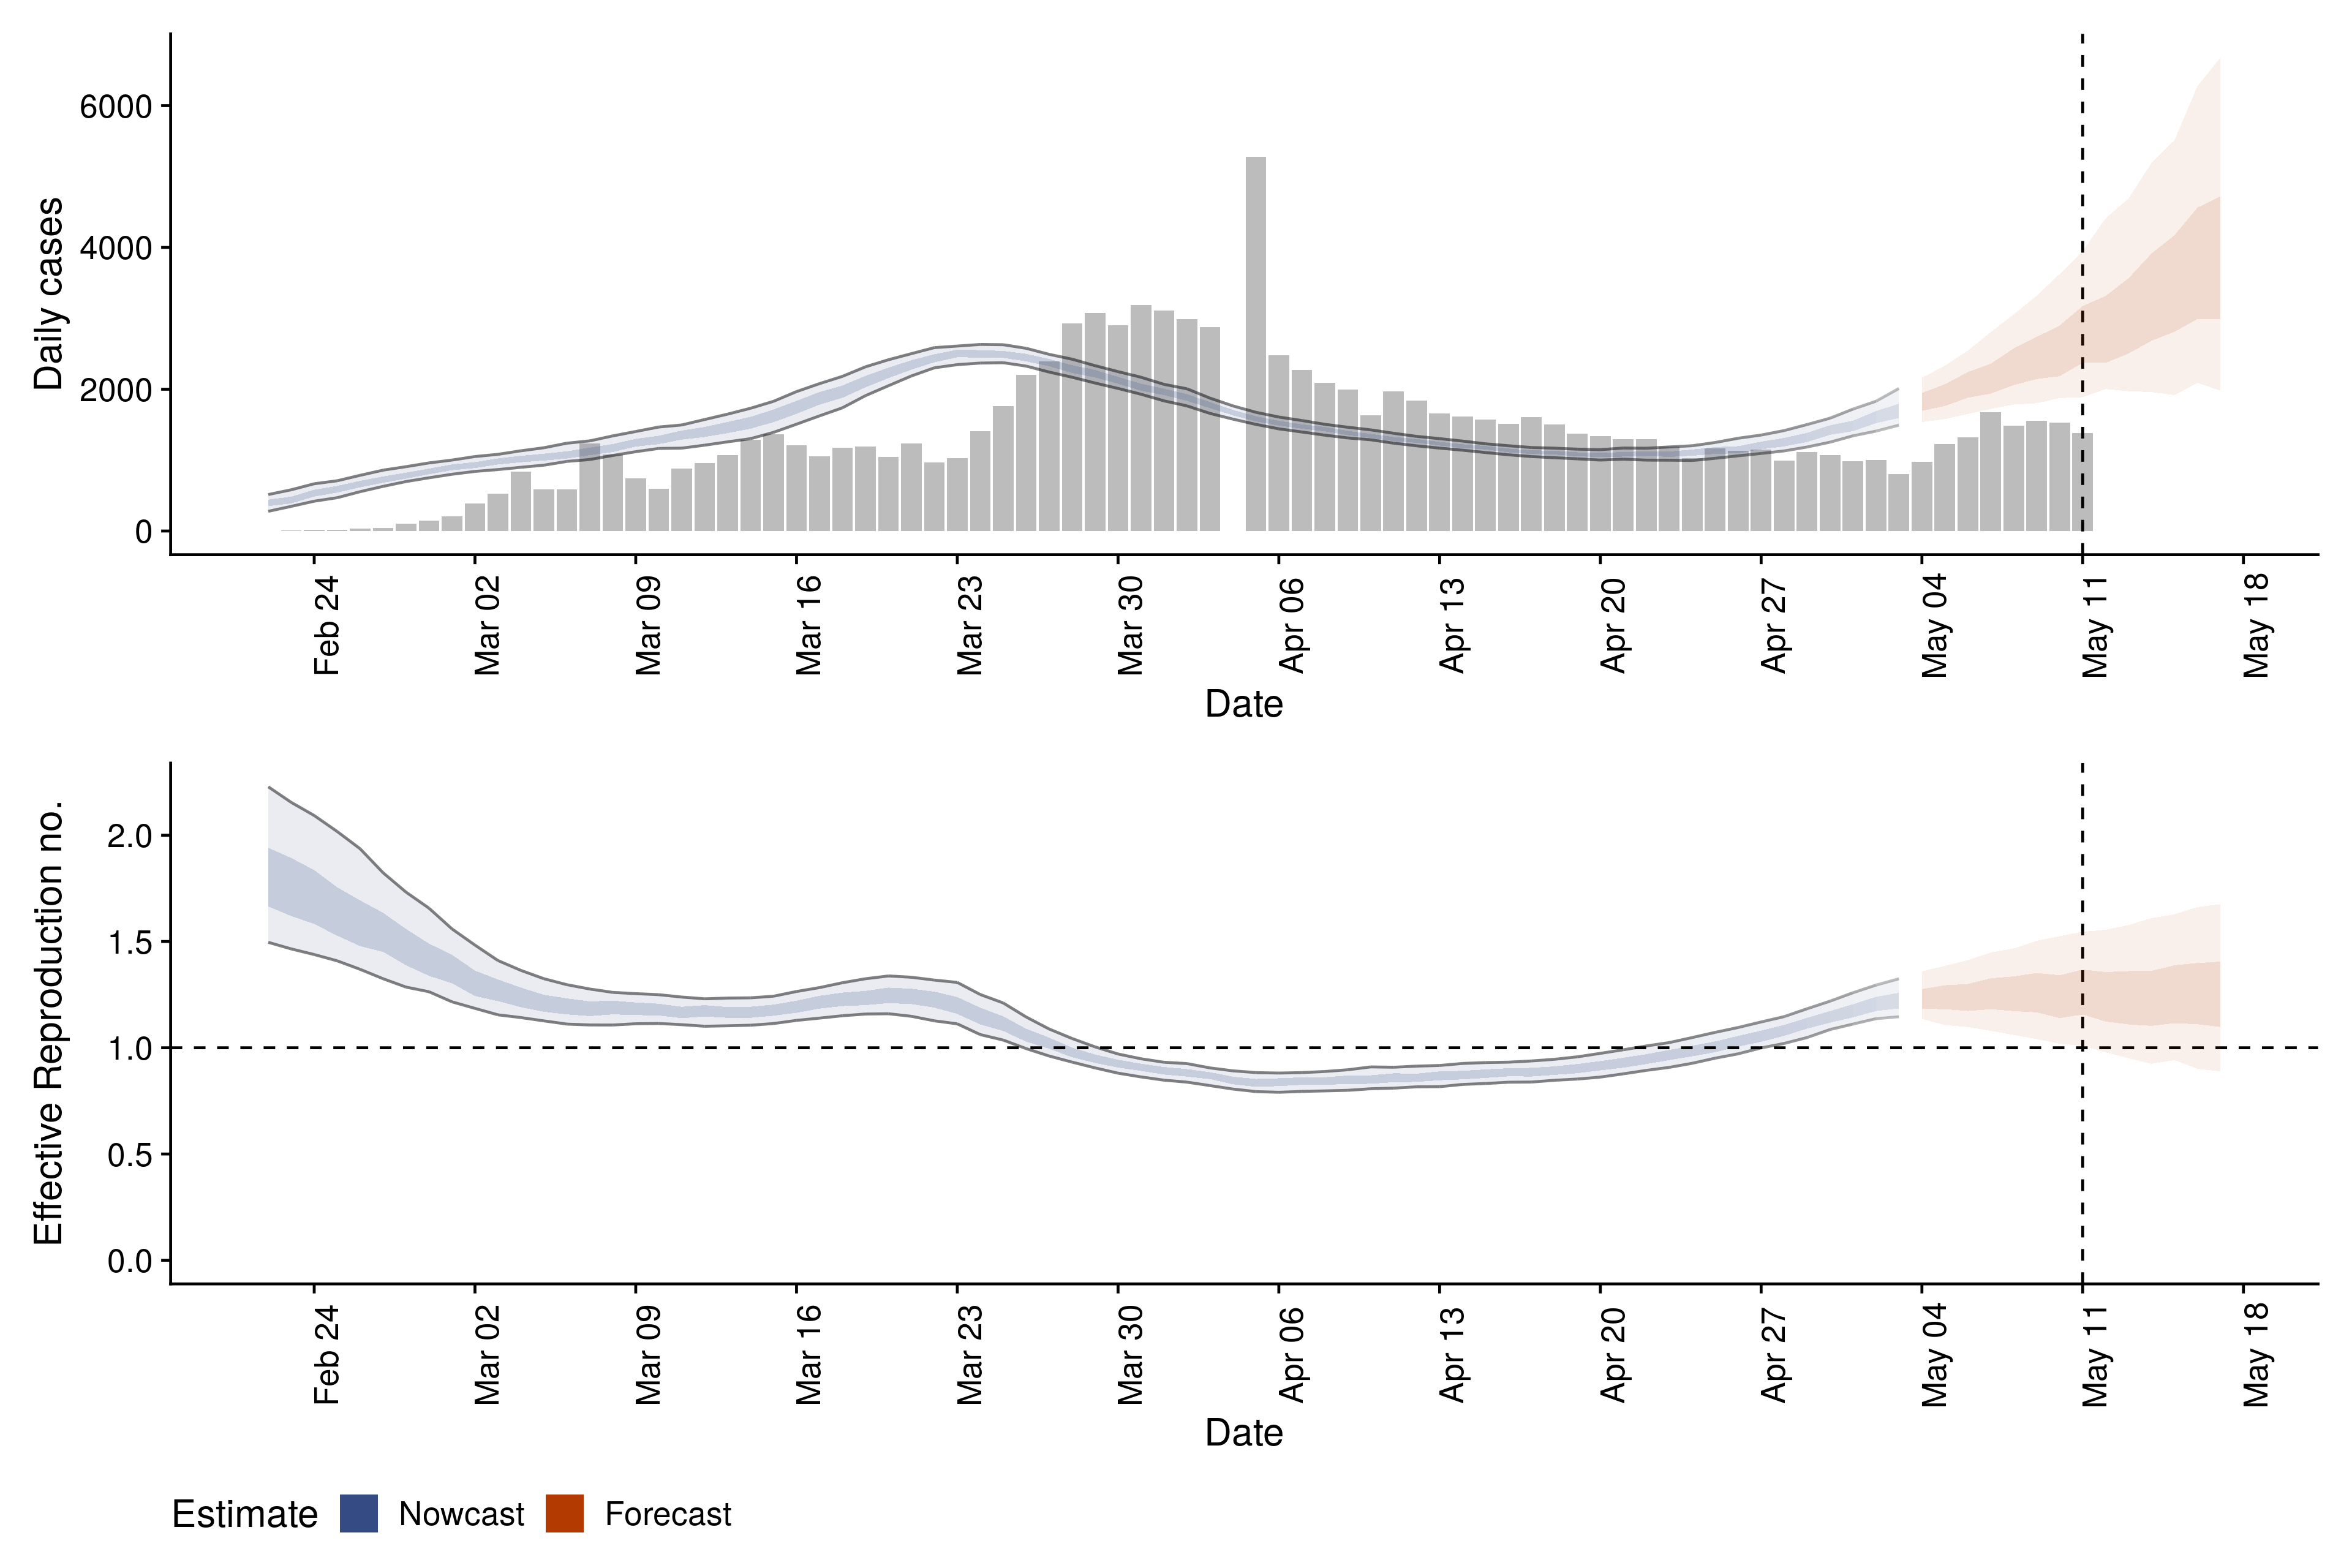 Daily cases
6000
4000
2000
0
Feb 24
Mar 02
Mar 09
Mar 16
Mar 23
Mar 30
Apr 06
Apr 13
Apr 20
Apr 27
May 04
May 11
May 18
Date
Effective Reproduction no.
2.0
1.5
1.0
0.5
0.0
Feb 24
Mar 02
Mar 09
Mar 16
Mar 23
Mar 30
Apr 06
Apr 13
Apr 20
Apr 27
May 04
May 11
May 18
Date
Estimate Nowcast Forecast